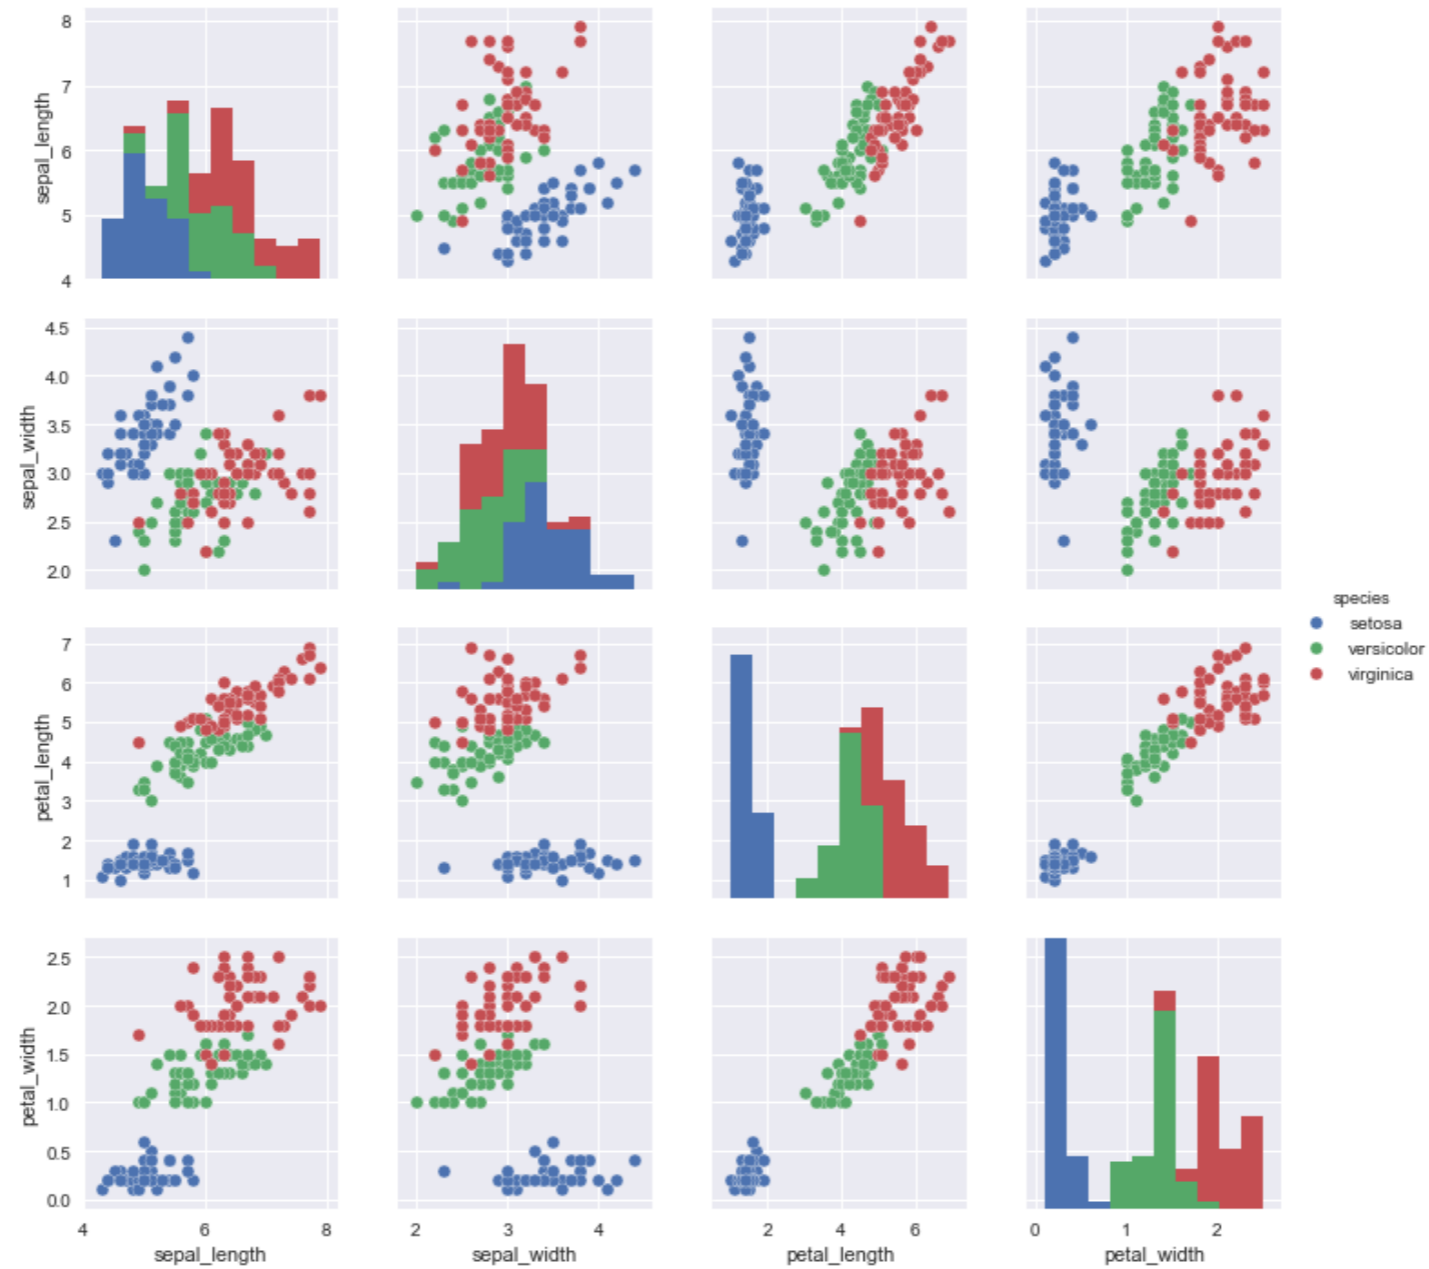 8
7
6
5
4
sepal_length
4.5
4.0
3.5
3.0
2.5
2.0
sepal_width
species
setosa
versicolor
virginica
7
6
5
4
3
2
1
petal_length
2.5
2.0
1.5
1.0
0.5
0.0
petal_width
4 6 8
sepal_length
2 3 4
sepal_width
2 4 6
petal_length
0 1 2
petal_width